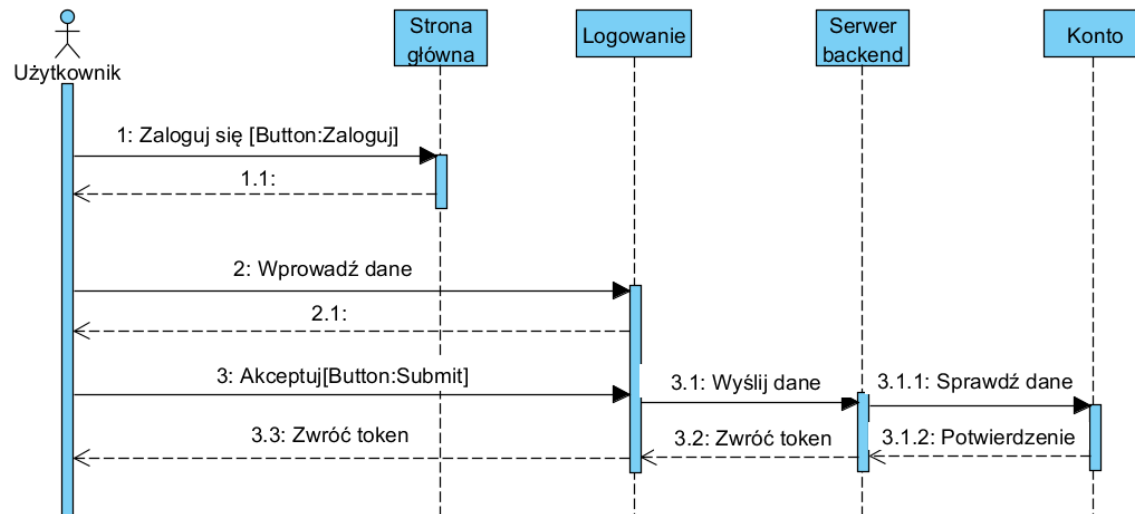 Użytkownik
Strona
główna
Logowanie
Serwer
backend
Konto
1: Zaloguj się [Button:Zaloguj]
1.1:
2: Wprowadź dane
2.1:
3: Akceptuj[Button:Submit]
3.1: Wyślij dane
3.1.1: Sprawdź dane
3.3: Zwróć token
3.2: Zwróć token
3.1.2: Potwierdzenie